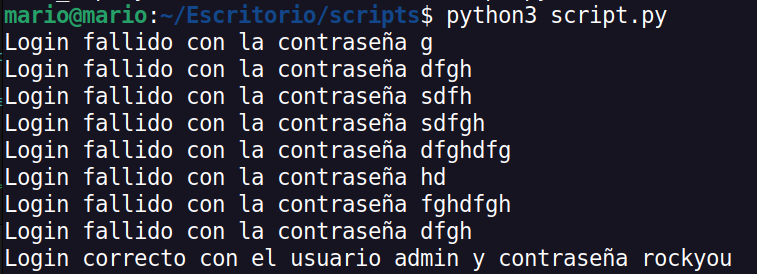 mario@mario:~/Escritorio/scripts$ python3 script.py
Login fallido con la contraseña g
Login fallido con la contraseña dfgh
Login fallido con la contraseña sdfh
Login fallido con la contraseña sdfgh
Login fallido con la contraseña dfghdfg
Login fallido con la contraseña hd
Login fallido con la contraseña fghdfgh
Login fallido con la contraseña dfgh
Login correcto con el usuario admin y contraseña rockyou